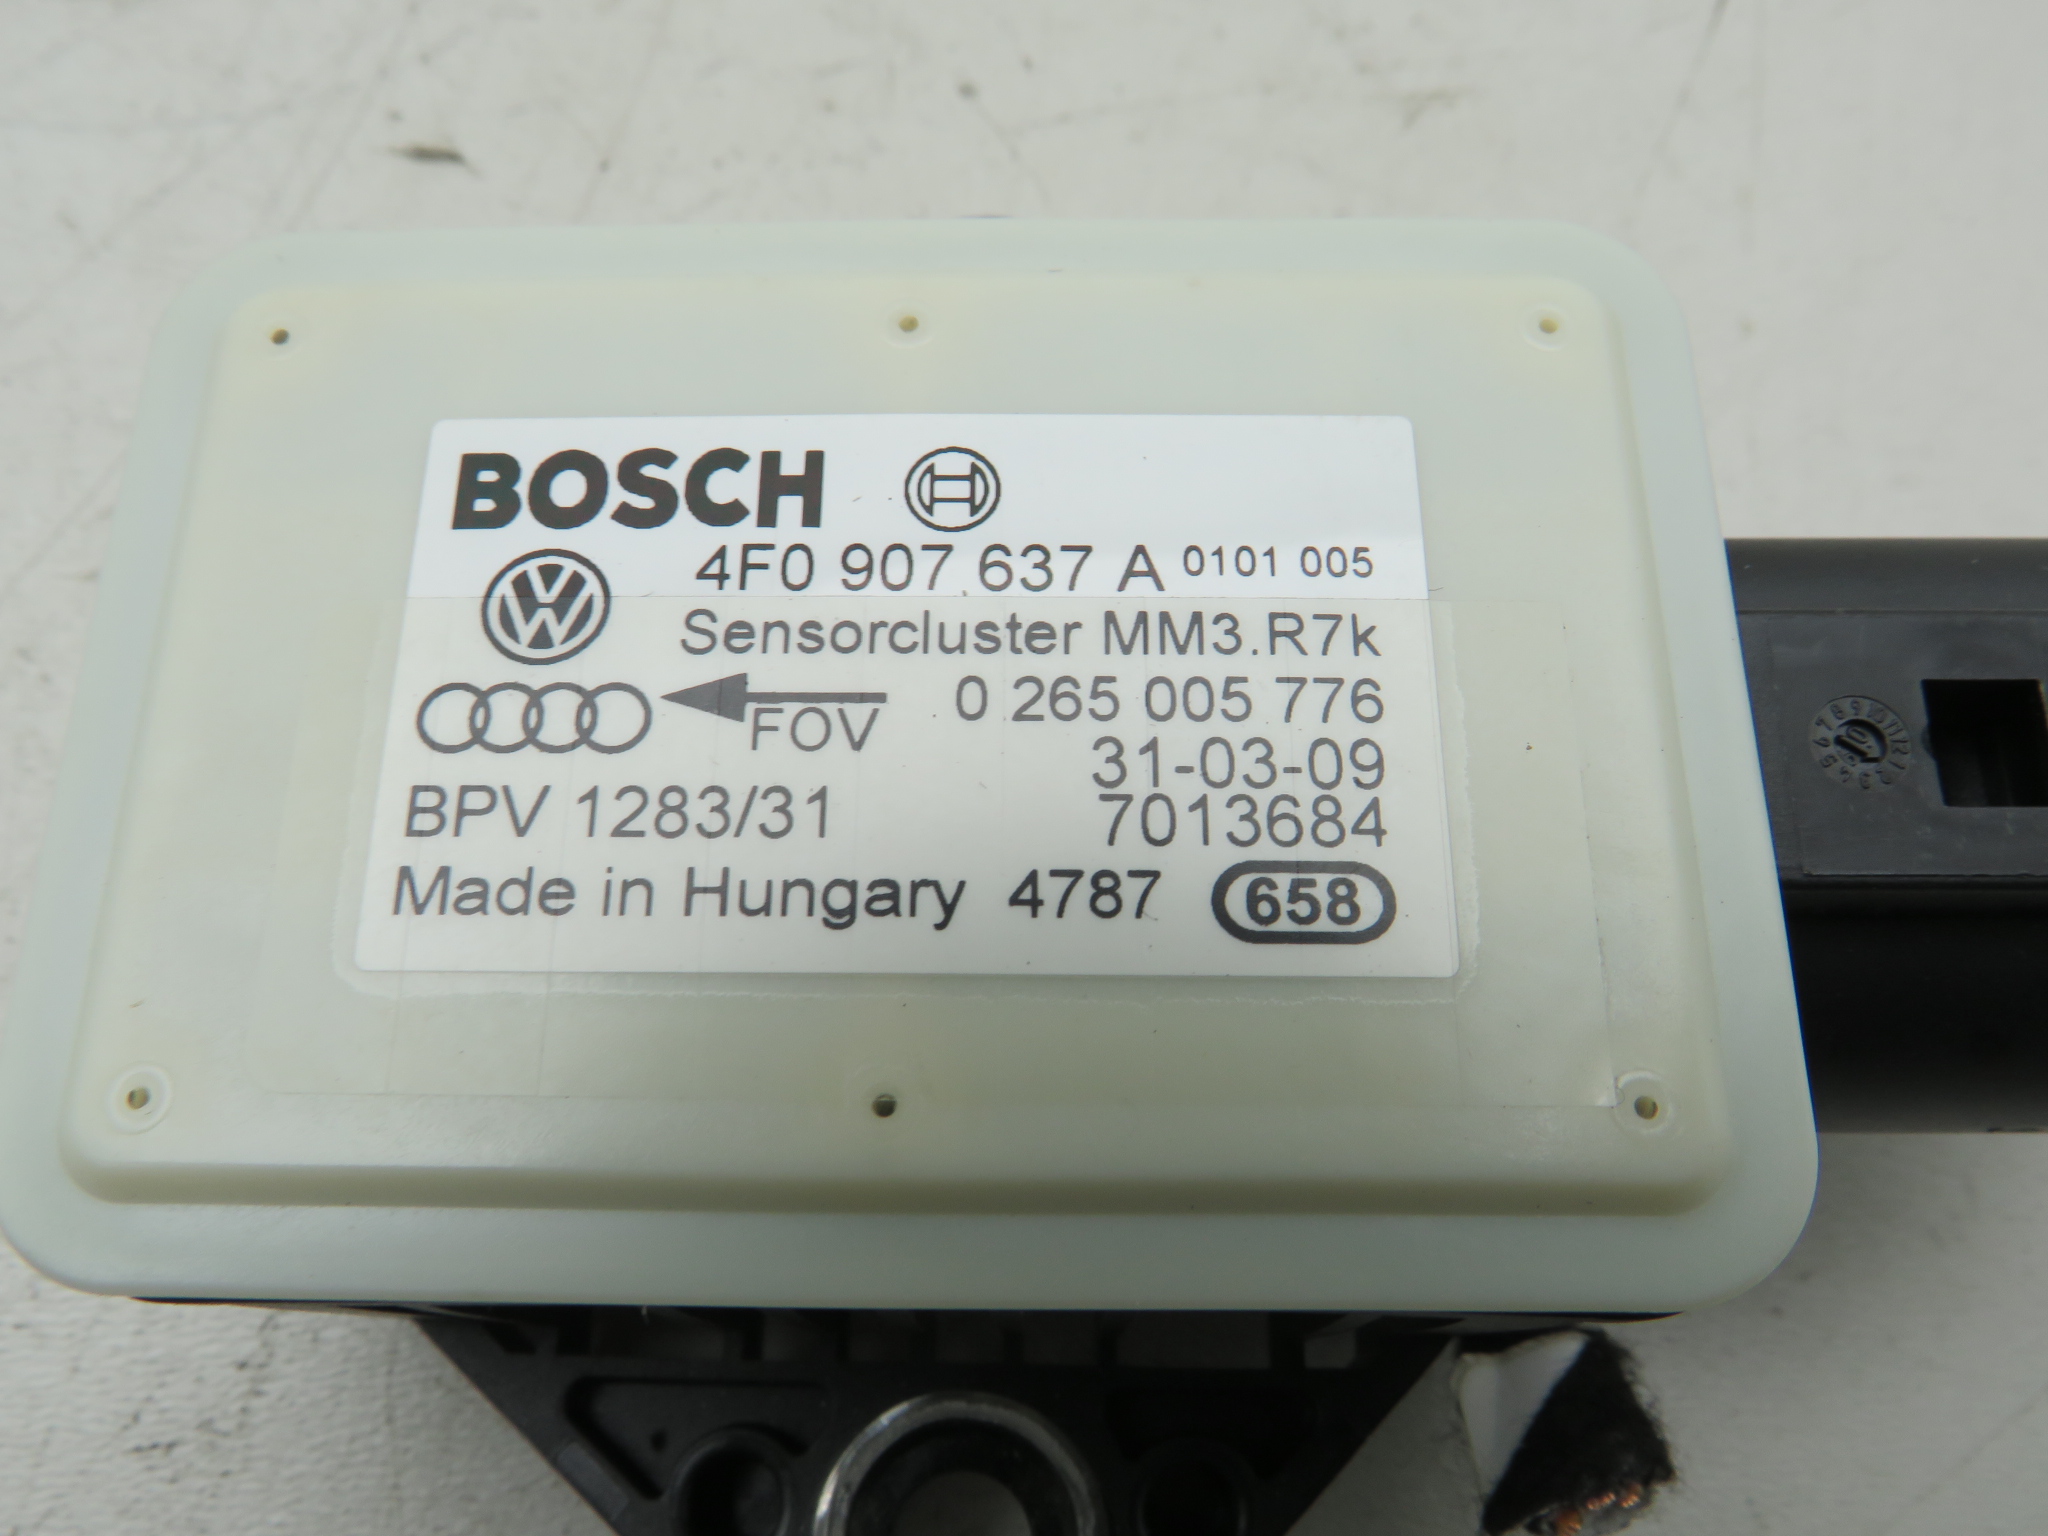 BOSCH
4F0 907 637 A 0101 005
Sensorcluster MM3.R7k
FOV 0 265 005 776
31-03-09
BPV 1283/31 7013684
Made in Hungary 4787 658